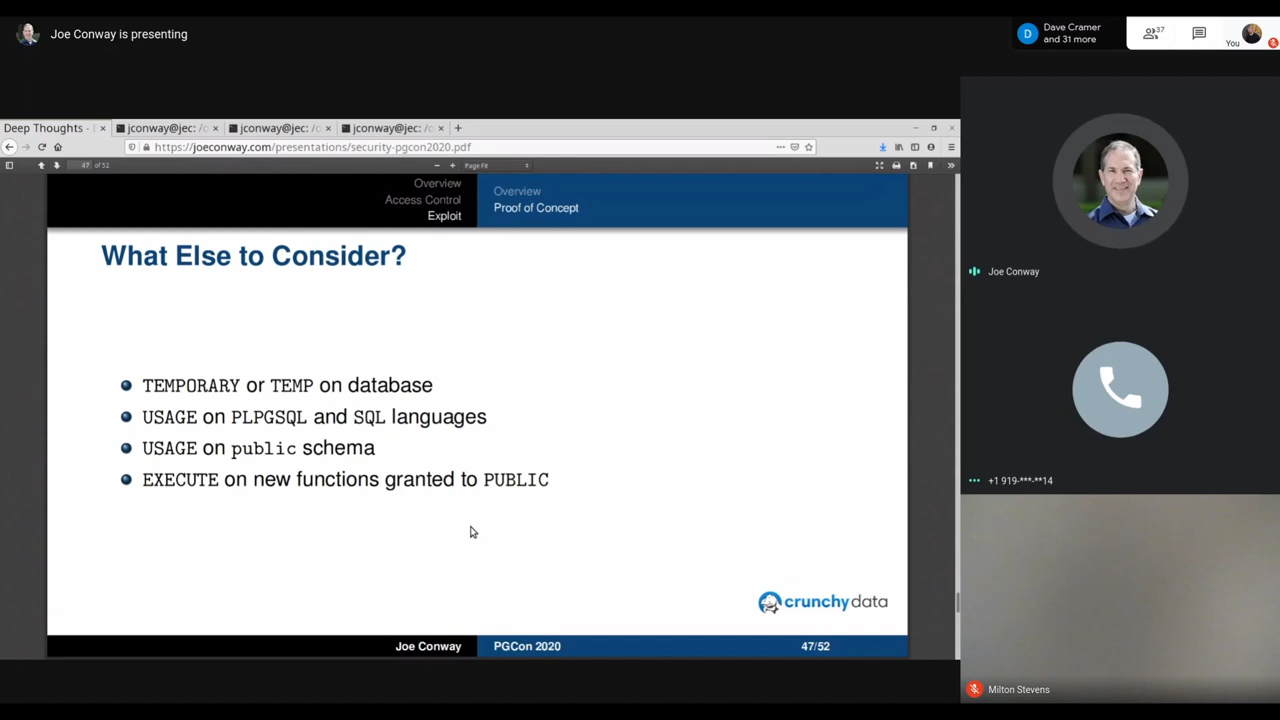 Joe Conway is presenting
Dave Cramer
and 31 more
37
You
Deep Thoughts -
jconway@jec: /o
jconway@jec: /o
jconway@jec: /o
https://joeconway.com/presentations/security-pgcon2020.pdf
47 of 52
Page Fit
Overview
Access Control
Exploit
Overview
Proof of Concept
What Else to Consider?
TEMPORARY or TEMP on database
USAGE on PLPGSQL and SQL languages
USAGE on public schema
EXECUTE on new functions granted to PUBLIC
crunchydata
Joe Conway
PGCon 2020
47/52
Joe Conway
+1 919-***-**14
Milton Stevens